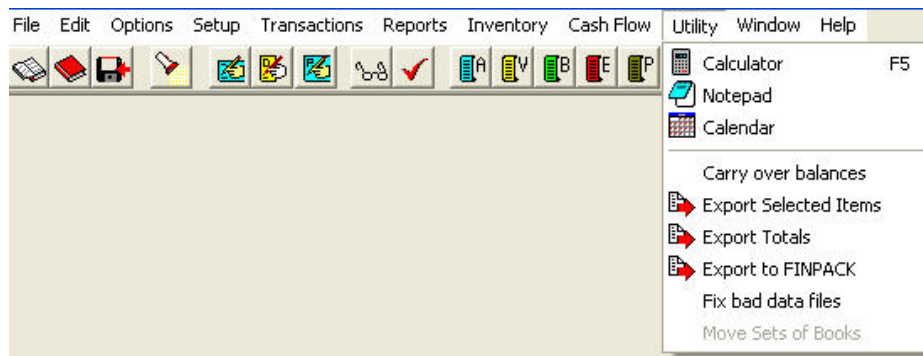 File Edit Options Setup Transactions Reports Inventory Cash Flow Utility Window Help
A V B E P
Calculator F5
Notepad
Calendar
Carry over balances
Export Selected Items
Export Totals
Export to FINPACK
Fix bad data files
Move Sets of Books